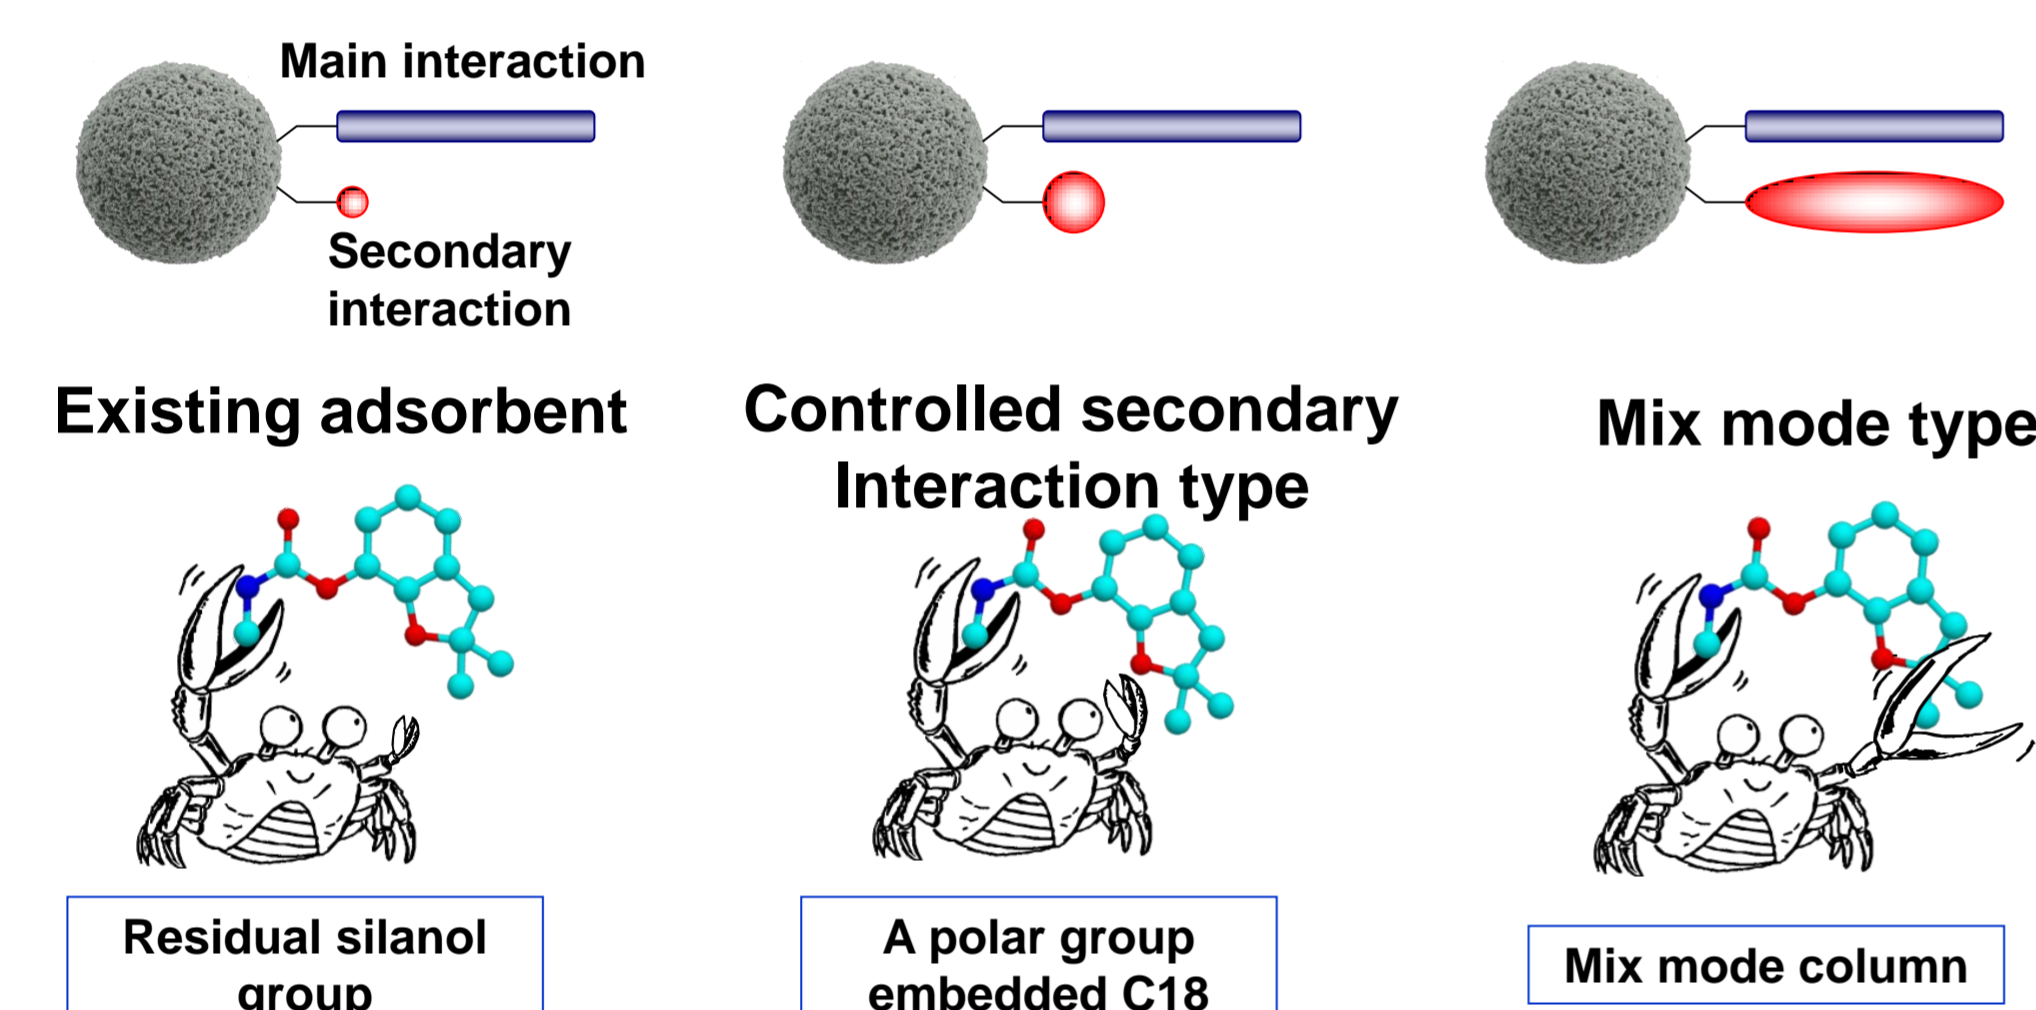 Main interaction
Secondary
interaction
Existing adsorbent
Controlled secondary
Interaction type
Mix mode type
Residual silanol
group
A polar group
embedded C18
Mix mode column